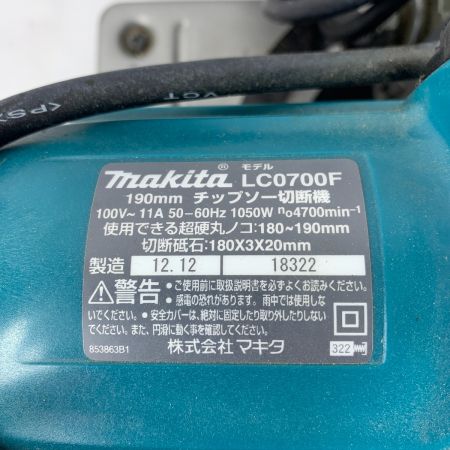 <PS
VCT
モデル
makita® LC0700F
190mm チップソー切断機
100V~ 11A 50-60Hz 1050W n₀4700min⁻¹
使用できる超硬丸ノコ:180~190mm
切断砥石:180X3X20mm
製造 12.12 18322
⚠警告 ●ご使用前に取扱説明書を必ずよくお読みください。
●感電の恐れがあります。雨中では使用しな
いでください。●安全カバーは、絶対に固定したり取り外したりしない
でください。また、円滑に動く事を確認してください。
853863B1 株式会社 マキタ 322